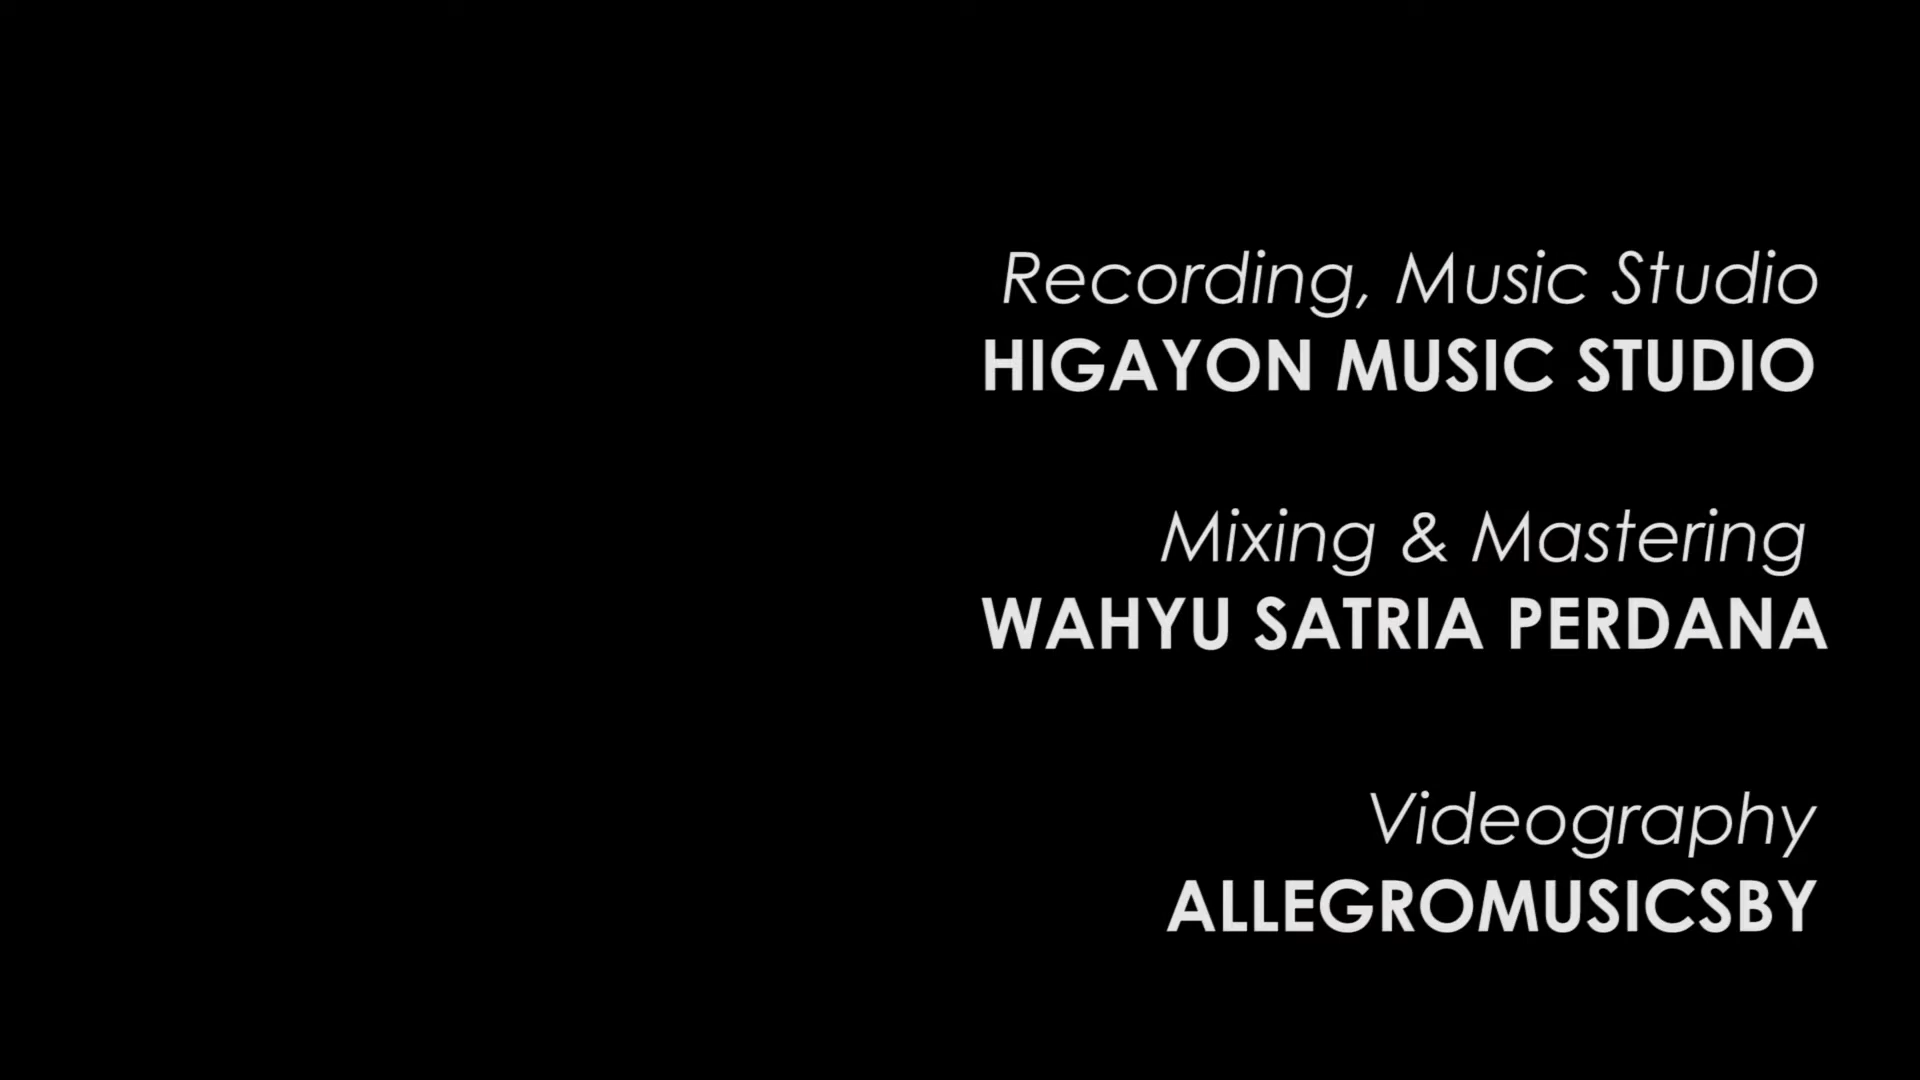 Recording, Music Studio
HIGAYON MUSIC STUDIO
Mixing & Mastering
WAHYU SATRIA PERDANA
Videography
ALLEGROMUSICSBY